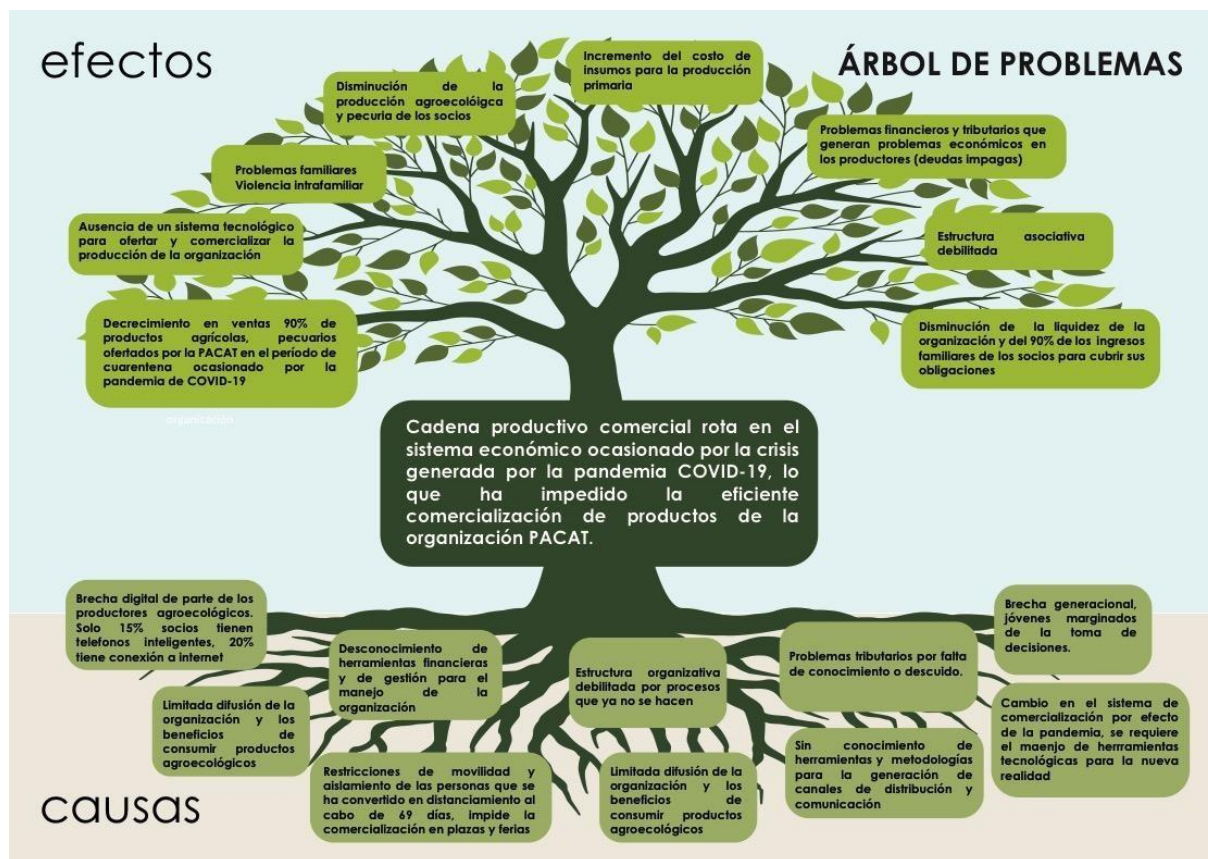 efectos
ÁRBOL DE PROBLEMAS
Incremento del costo de
insumos para la producción
primaria
Disminución de la
producción agroecolóigca
y pecuria de los socios
Problemas financieros y tributarios que
generan problemas económicos en
los productores (deudas impagas)
Problemas familiares
Violencia intrafamiliar
Ausencia de un sistema tecnológico
para ofertar y comercializar la
producción de la organización
Estructura asociativa
debilitada
Decrecimiento en ventas 90% de
productos agrícolas, pecuarios
ofertados por la PACAT en el período de
cuarentena ocasionado por la
pandemia de COVID-19
Disminución de la liquidez de la
organización y del 90% de los ingresos
familiares de los socios para cubrir sus
obligaciones
organización
Cadena productivo comercial rota en el
sistema económico ocasionado por la crisis
generada por la pandemia COVID-19, lo
que ha impedido la eficiente
comercialización de productos de la
organización PACAT.
Brecha digital de parte de los
productores agroecológicos.
Solo 15% socios tienen
telefonos inteligentes, 20%
tiene conexión a internet
Desconocimiento de
herramientas financieras
y de gestión para el
manejo de la
organización
Estructura organizativa
debilitada por procesos
que ya no se hacen
Problemas tributarios por falta
de conocimiento o descuido.
Brecha generacional,
jóvenes marginados
de la toma de
decisiones.
Limitada difusión de la
organización y los
beneficios de
consumir productos
agroecológicos
Restricciones de movilidad y
aislamiento de las personas que se
ha convertido en distanciamiento al
cabo de 69 días, impide la
comercialización en plazas y ferias
Limitada difusión de la
organización y los
beneficios de
consumir productos
agroecológicos
Sin conocimiento de
herramientas y metodologías
para la generación de
canales de distribución y
comunicación
Cambio en el sistema de
comercialización por efecto
de la pandemia, se requiere
el maenjo de herrramientas
tecnológicas para la nueva
realidad
causas